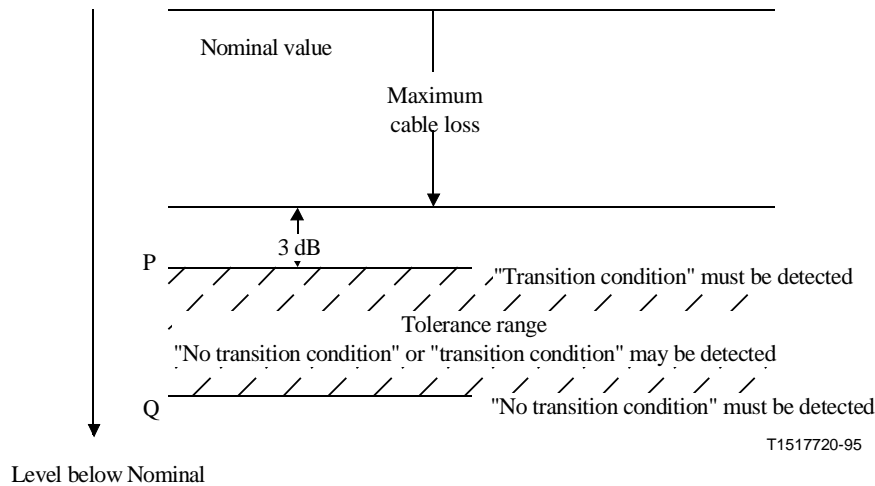 Nominal value
Maximum
cable loss
3 dB
P
"Transition condition" must be detected
Tolerance range
"No transition condition" or "transition condition" may be detected
Q
"No transition condition" must be detected
T1517720-95
Level below Nominal